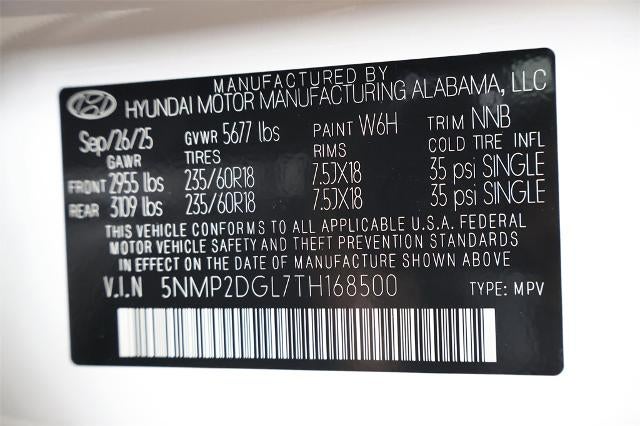 MANUFACTURED BY
HYUNDAI MOTOR MANUFACTURING ALABAMA, LLC
Sep/26/25 GVWR 5677 lbs PAINT W6H TRIM NNB
GAWR TIRES RIMS COLD TIRE INFL
FRONT 2955 lbs 235/60R18 7.5JX18 35 psi SINGLE
REAR 3109 lbs 235/60R18 7.5JX18 35 psi SINGLE
THIS VEHICLE CONFORMS TO ALL APPLICABLE U.S.A. FEDERAL
MOTOR VEHICLE SAFETY AND THEFT PREVENTION STANDARDS
IN EFFECT ON THE DATE OF MANUFACTURE SHOWN ABOVE
V.I.N 5NMP2DGL7TH168500 TYPE: MPV